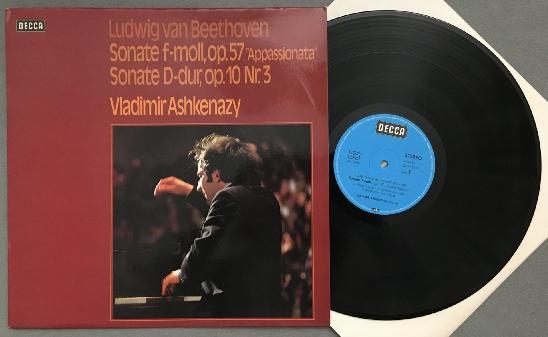 DECCA
Ludwig van Beethoven
Sonate f-moll, op. 57 "Appassionata"
Sonate D-dur, op. 10 Nr. 3
Vladimir Ashkenazy
DECCA
STEREO
1